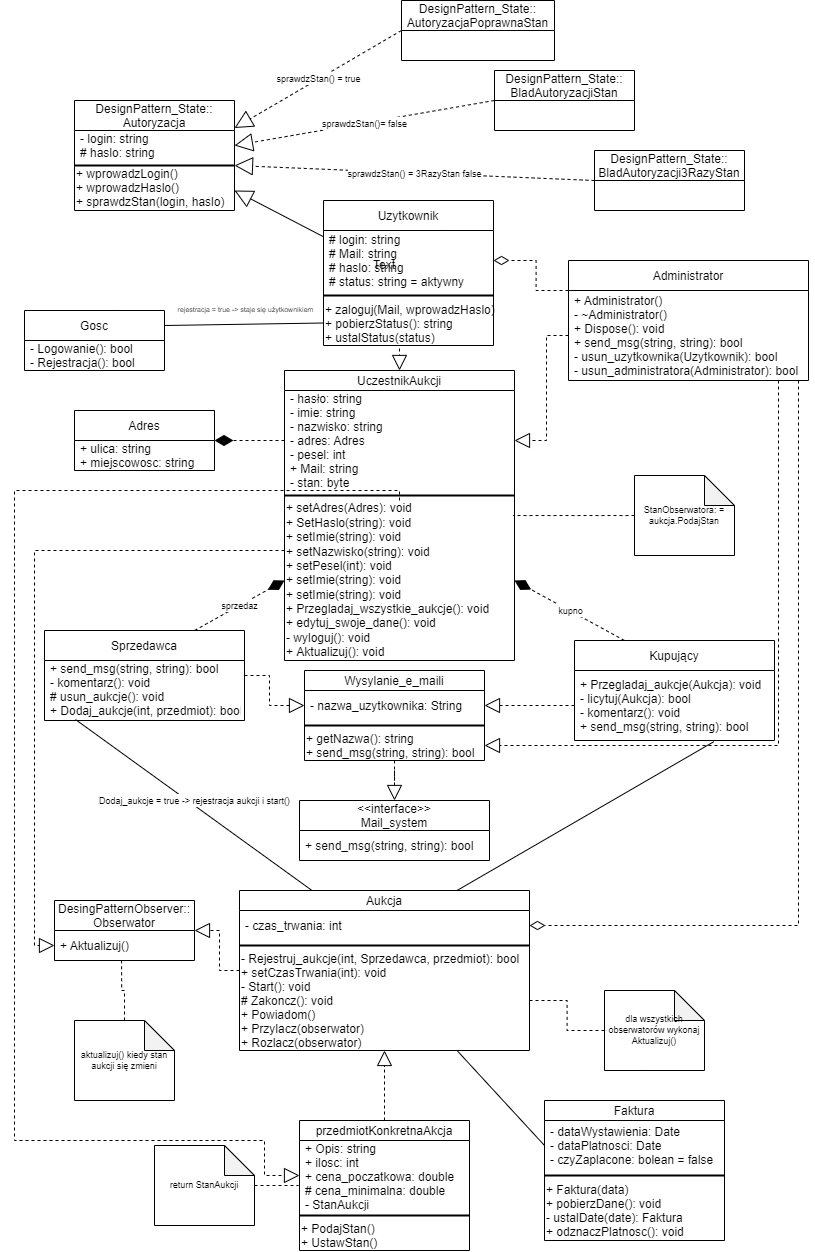 DesignPattern_State::
AutoryzacjaPoprawnaStan
sprawdzStan() = true
DesignPattern_State::
BladAutoryzacjiStan
DesignPattern_State::
Autoryzacja
- login: string
# haslo: string
+ wprowadzLogin()
+ wprowadzHaslo()
+ sprawdzStan(login, haslo)
sprawdzStan()= false
DesignPattern_State::
BladAutoryzacji3RazyStan
sprawdzStan() = 3RazyStan false
Uzytkownik
# login: string
# Mail: string
# haslo: string
Text
# status: string = aktywny
+ zaloguj(Mail, wprowadzHaslo)
+ pobierzStatus(): string
+ ustalStatus(status)
Administrator
+ Administrator()
- ~Administrator()
+ Dispose(): void
+ send_msg(string, string): bool
- usun_uzytkownika(Uzytkownik): bool
- usun_administratora(Administrator): bool
rejestracja = true -> staje się użytkownikiem
Gosc
- Logowanie(): bool
- Rejestracja(): bool
UczestnikAukcji
- hasło: string
- imie: string
- nazwisko: string
- adres: Adres
- pesel: int
+ Mail: string
- stan: byte
+ setAdres(Adres): void
+ SetHaslo(string): void
+ setImie(string): void
+ setNazwisko(string): void
+ setPesel(int): void
+ setImie(string): void
+ setImie(string): void
+ Przegladaj_wszystkie_aukcje(): void
+ edytuj_swoje_dane(): void
- wyloguj(): void
+ Aktualizuj(): void
Adres
+ ulica: string
+ miejscowosc: string
StanObserwatora: =
aukcja.PodajStan
sprzedaz
kupno
Sprzedawca
+ send_msg(string, string): bool
- komentarz(): void
# usun_aukcje(): void
+ Dodaj_aukcje(int, przedmiot): bool
Wysylanie_e_maili
- nazwa_uzytkownika: String
+ getNazwa(): string
+ send_msg(string, string): bool
Kupujący
+ Przegladaj_aukcje(Aukcja): void
- licytuj(Aukcja): bool
- komentarz(): void
+ send_msg(string, string): bool
Dodaj_aukcje = true -> rejestracja aukcji i start()
<<interface>>
Mail_system
+ send_msg(string, string): bool
DesingPatternObserver::
Obserwator
+ Aktualizuj()
Aukcja
- czas_trwania: int
- Rejestruj_aukcje(int, Sprzedawca, przedmiot): bool
+ setCzasTrwania(int): void
- Start(): void
# Zakoncz(): void
+ Powiadom()
+ Przylacz(obserwator)
+ Rozlacz(obserwator)
aktualizuj() kiedy stan
aukcji się zmieni
dla wszystkich
obserwatorów wykonaj
Aktualizuj()
przedmiotKonkretnaAkcja
+ Opis: string
+ ilosc: int
+ cena_poczatkowa: double
# cena_minimalna: double
- StanAukcji
+ PodajStan()
+ UstawStan()
return StanAukcji
Faktura
- dataWystawienia: Date
- dataPlatnosci: Date
- czyZaplacone: bolean = false
+ Faktura(data)
+ pobierzDane(): void
- ustalDate(date): Faktura
+ odznaczPlatnosc(): void